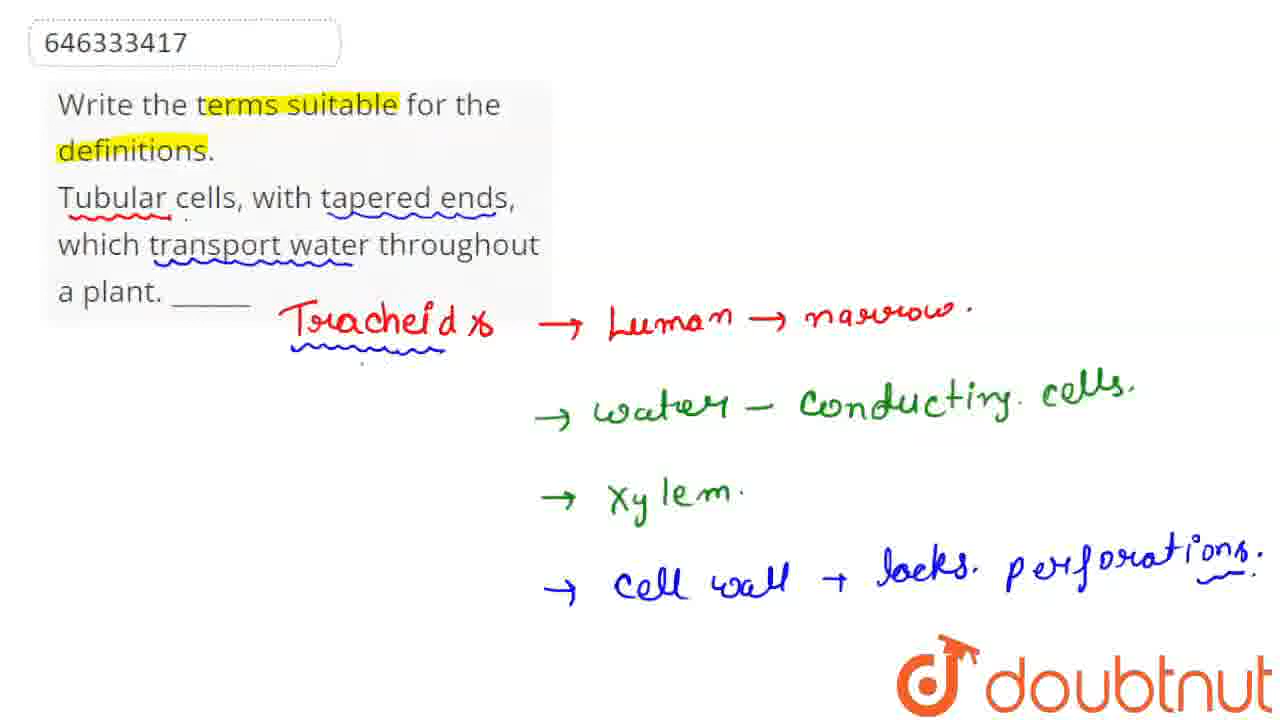 646333417
Write the terms suitable for the
definitions.
Tubular cells, with tapered ends,
which transport water throughout
a plant. ______
Tracheids → Luman → narrow.
→ water - conducting cells.
→ Xylem.
→ cell wall → lacks. perforations.
doubtnut